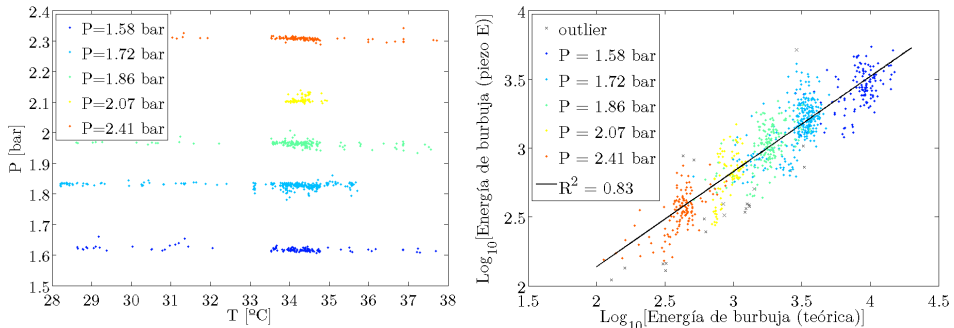 P=1.58 bar
P=1.72 bar
P=1.86 bar
P=2.07 bar
P=2.41 bar
2.4
2.3
2.2
2.1
2
1.9
1.8
1.7
1.6
1.5
P [bar]
28 29 30 31 32 33 34 35 36 37 38
T [ºC]
outlier
P = 1.58 bar
P = 1.72 bar
P = 1.86 bar
P = 2.07 bar
P = 2.41 bar
R² = 0.83
4
3.5
3
2.5
2
Log₁₀[Energía de burbuja (piezo E)]
1.5 2 2.5 3 3.5 4 4.5
Log₁₀[Energía de burbuja (teórica)]